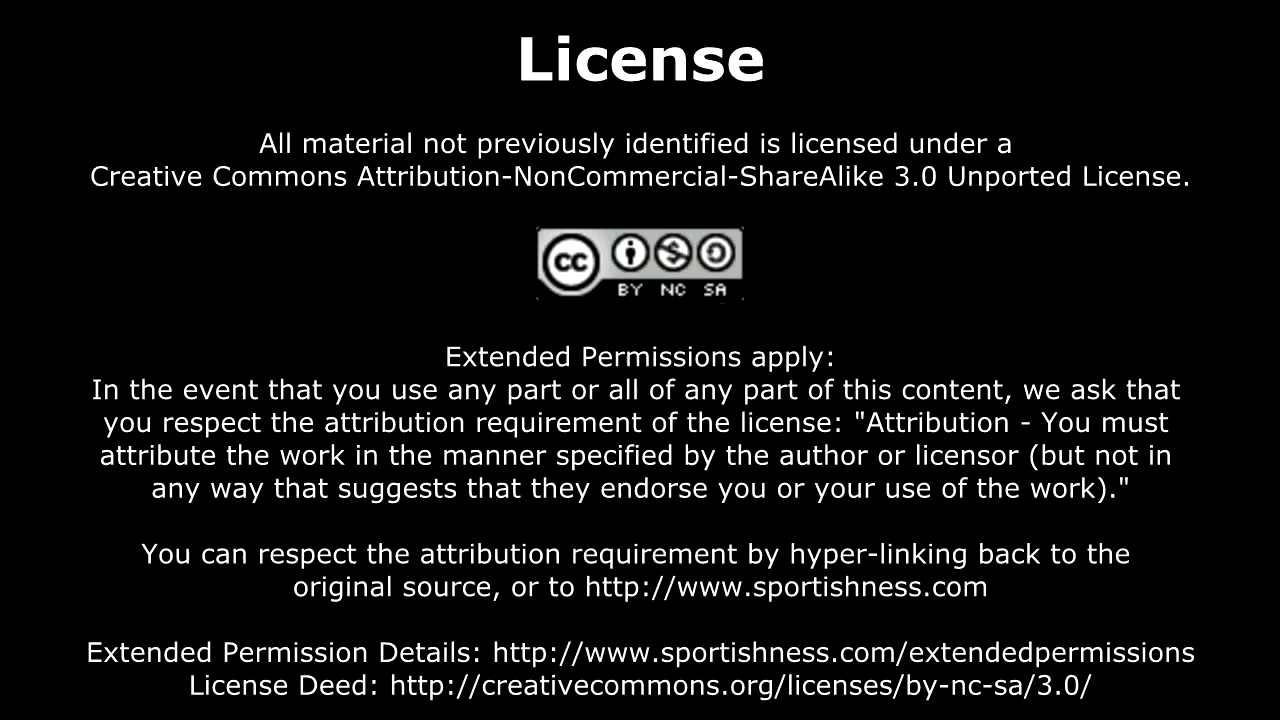 License
All material not previously identified is licensed under a
Creative Commons Attribution-NonCommercial-ShareAlike 3.0 Unported License.
cc
BY NC SA
Extended Permissions apply:
In the event that you use any part or all of any part of this content, we ask that
you respect the attribution requirement of the license: "Attribution - You must
attribute the work in the manner specified by the author or licensor (but not in
any way that suggests that they endorse you or your use of the work)."
You can respect the attribution requirement by hyper-linking back to the
original source, or to http://www.sportishness.com
Extended Permission Details: http://www.sportishness.com/extendedpermissions
License Deed: http://creativecommons.org/licenses/by-nc-sa/3.0/